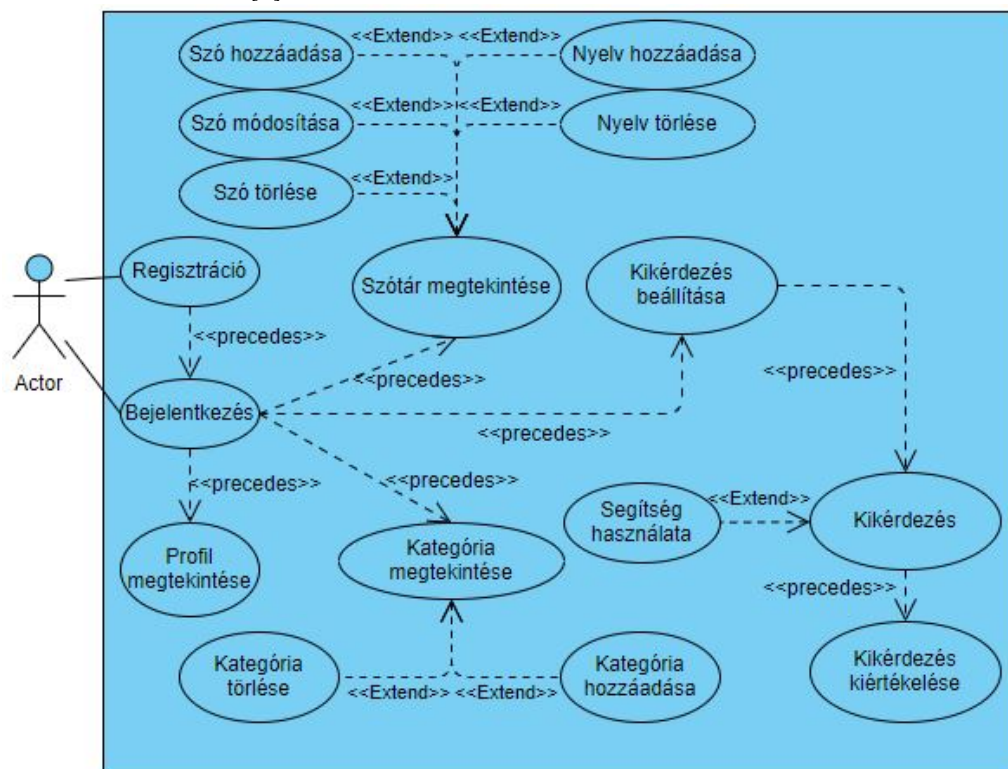 <<Extend>> <<Extend>>
Szó hozzáadása
Nyelv hozzáadása
<<Extend>> <<Extend>>
Szó módosítása
Nyelv törlése
<<Extend>>
Szó törlése
Regisztráció
Szótár megtekintése
Kikérdezés
beállítása
<<precedes>>
Actor
<<precedes>>
<<precedes>>
Bejelentkezés
<<precedes>>
<<precedes>>
<<precedes>>
<<Extend>>
Segítség
használata
Kikérdezés
Profil
megtekintése
Kategória
megtekintése
<<precedes>>
Kategória
törlése
<<Extend>> <<Extend>>
Kategória
hozzáadása
Kikérdezés
kiértékelése